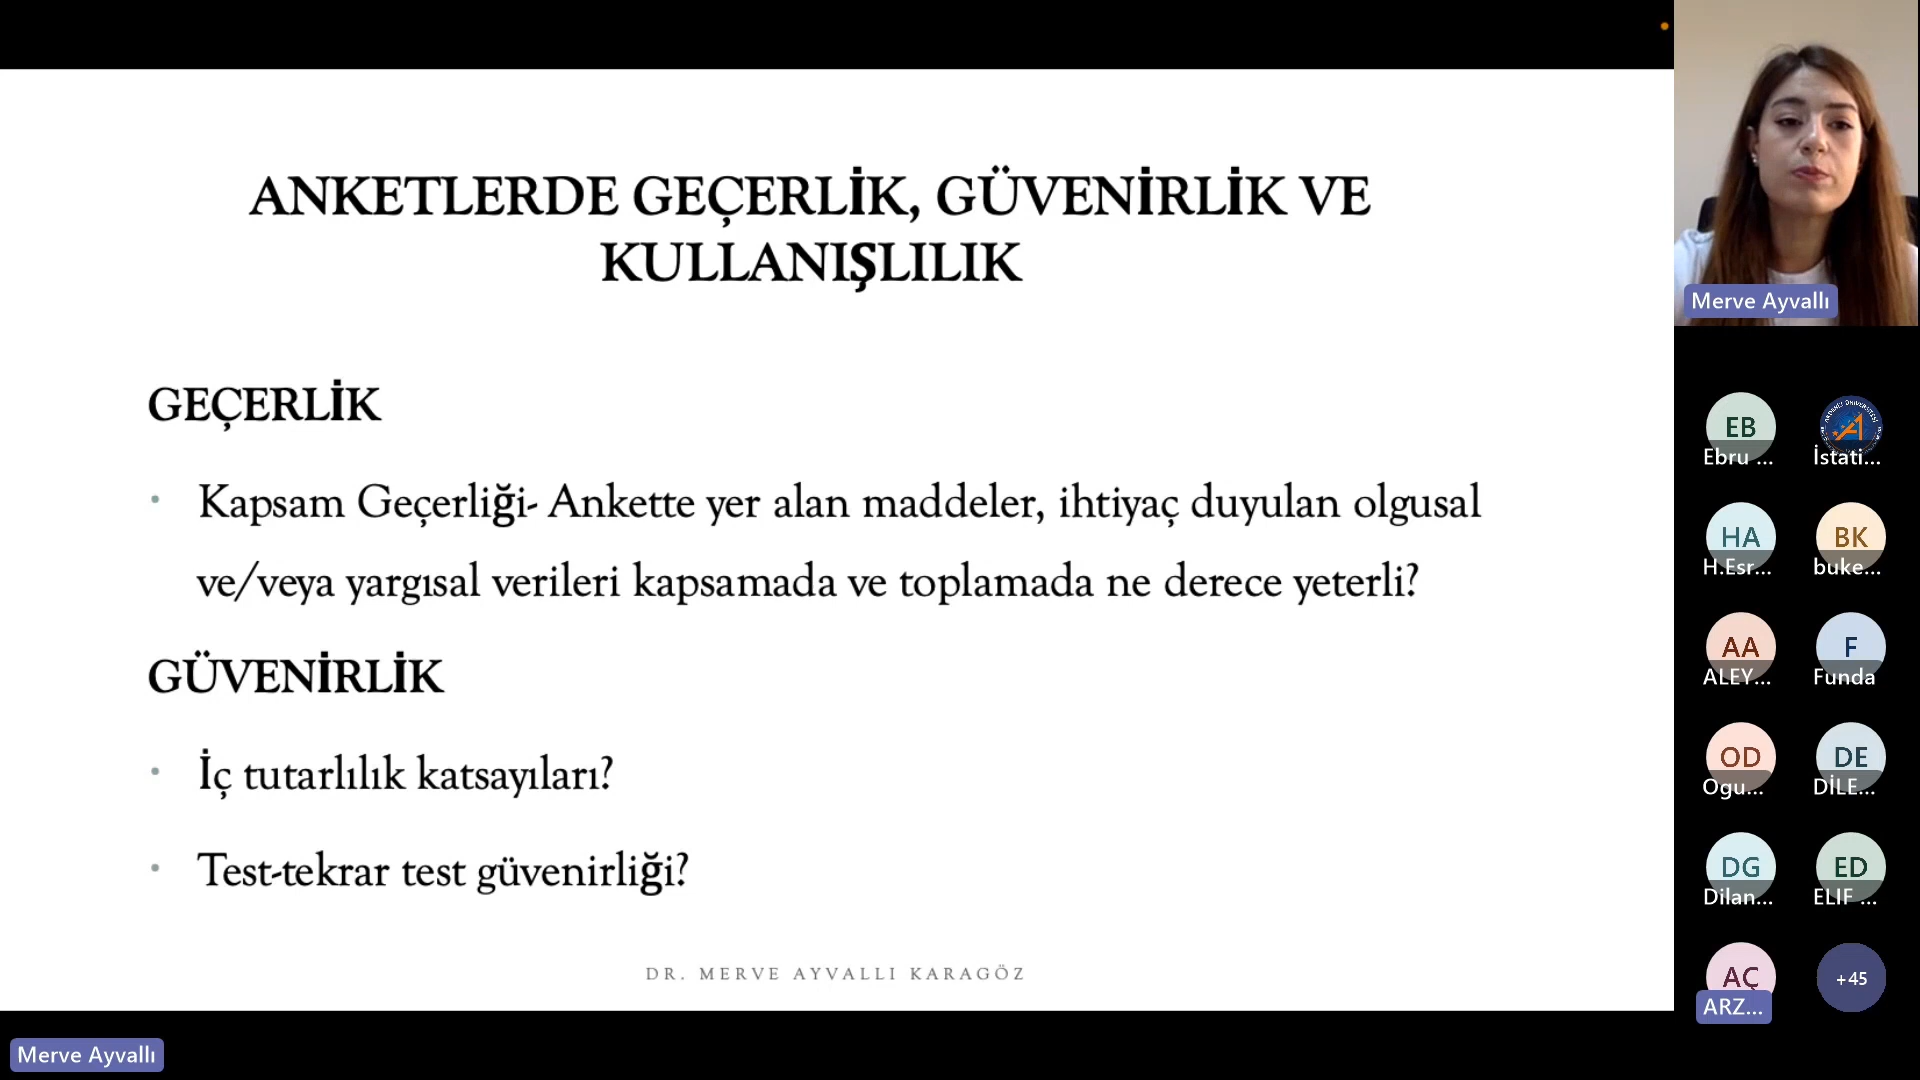 ANKETLERDE GEÇERLİK, GÜVENİRLİK VE
KULLANIŞLILIK
GEÇERLİK
• Kapsam Geçerliği- Ankette yer alan maddeler, ihtiyaç duyulan olgusal
ve/veya yargısal verileri kapsamada ve toplamada ne derece yeterli?
GÜVENİRLİK
• İç tutarlılık katsayıları?
• Test-tekrar test güvenirliği?
DR. MERVE AYVALLI KARAGÖZ
Merve Ayvallı
Merve Ayvallı
EB
Ebru ...
İstati...
HA
H.Esr...
BK
buke...
AA
ALEY...
F
Funda
OD
Ogu...
DE
DİLE...
DG
Dilan...
ED
ELIF ...
AÇ
ARZ...
+45